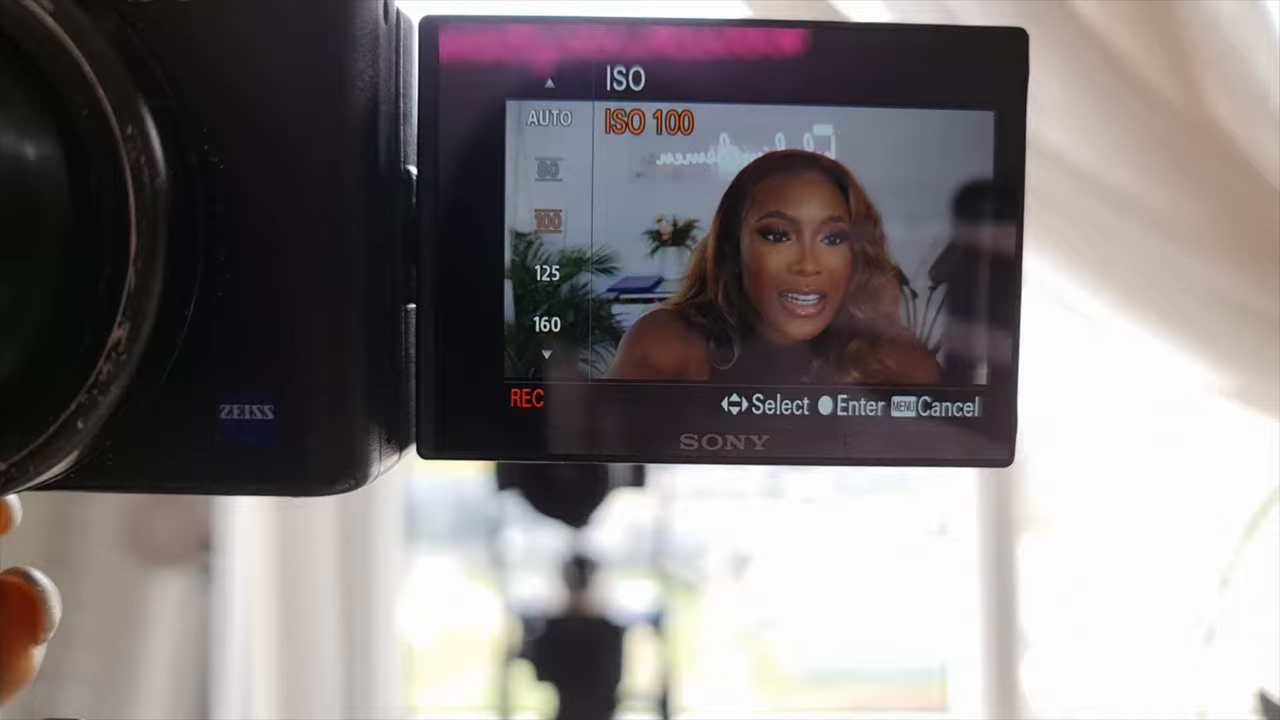 ISO
AUTO
ISO 100
80
100
125
160
REC
Select Enter MENU Cancel
SONY
ZEISS